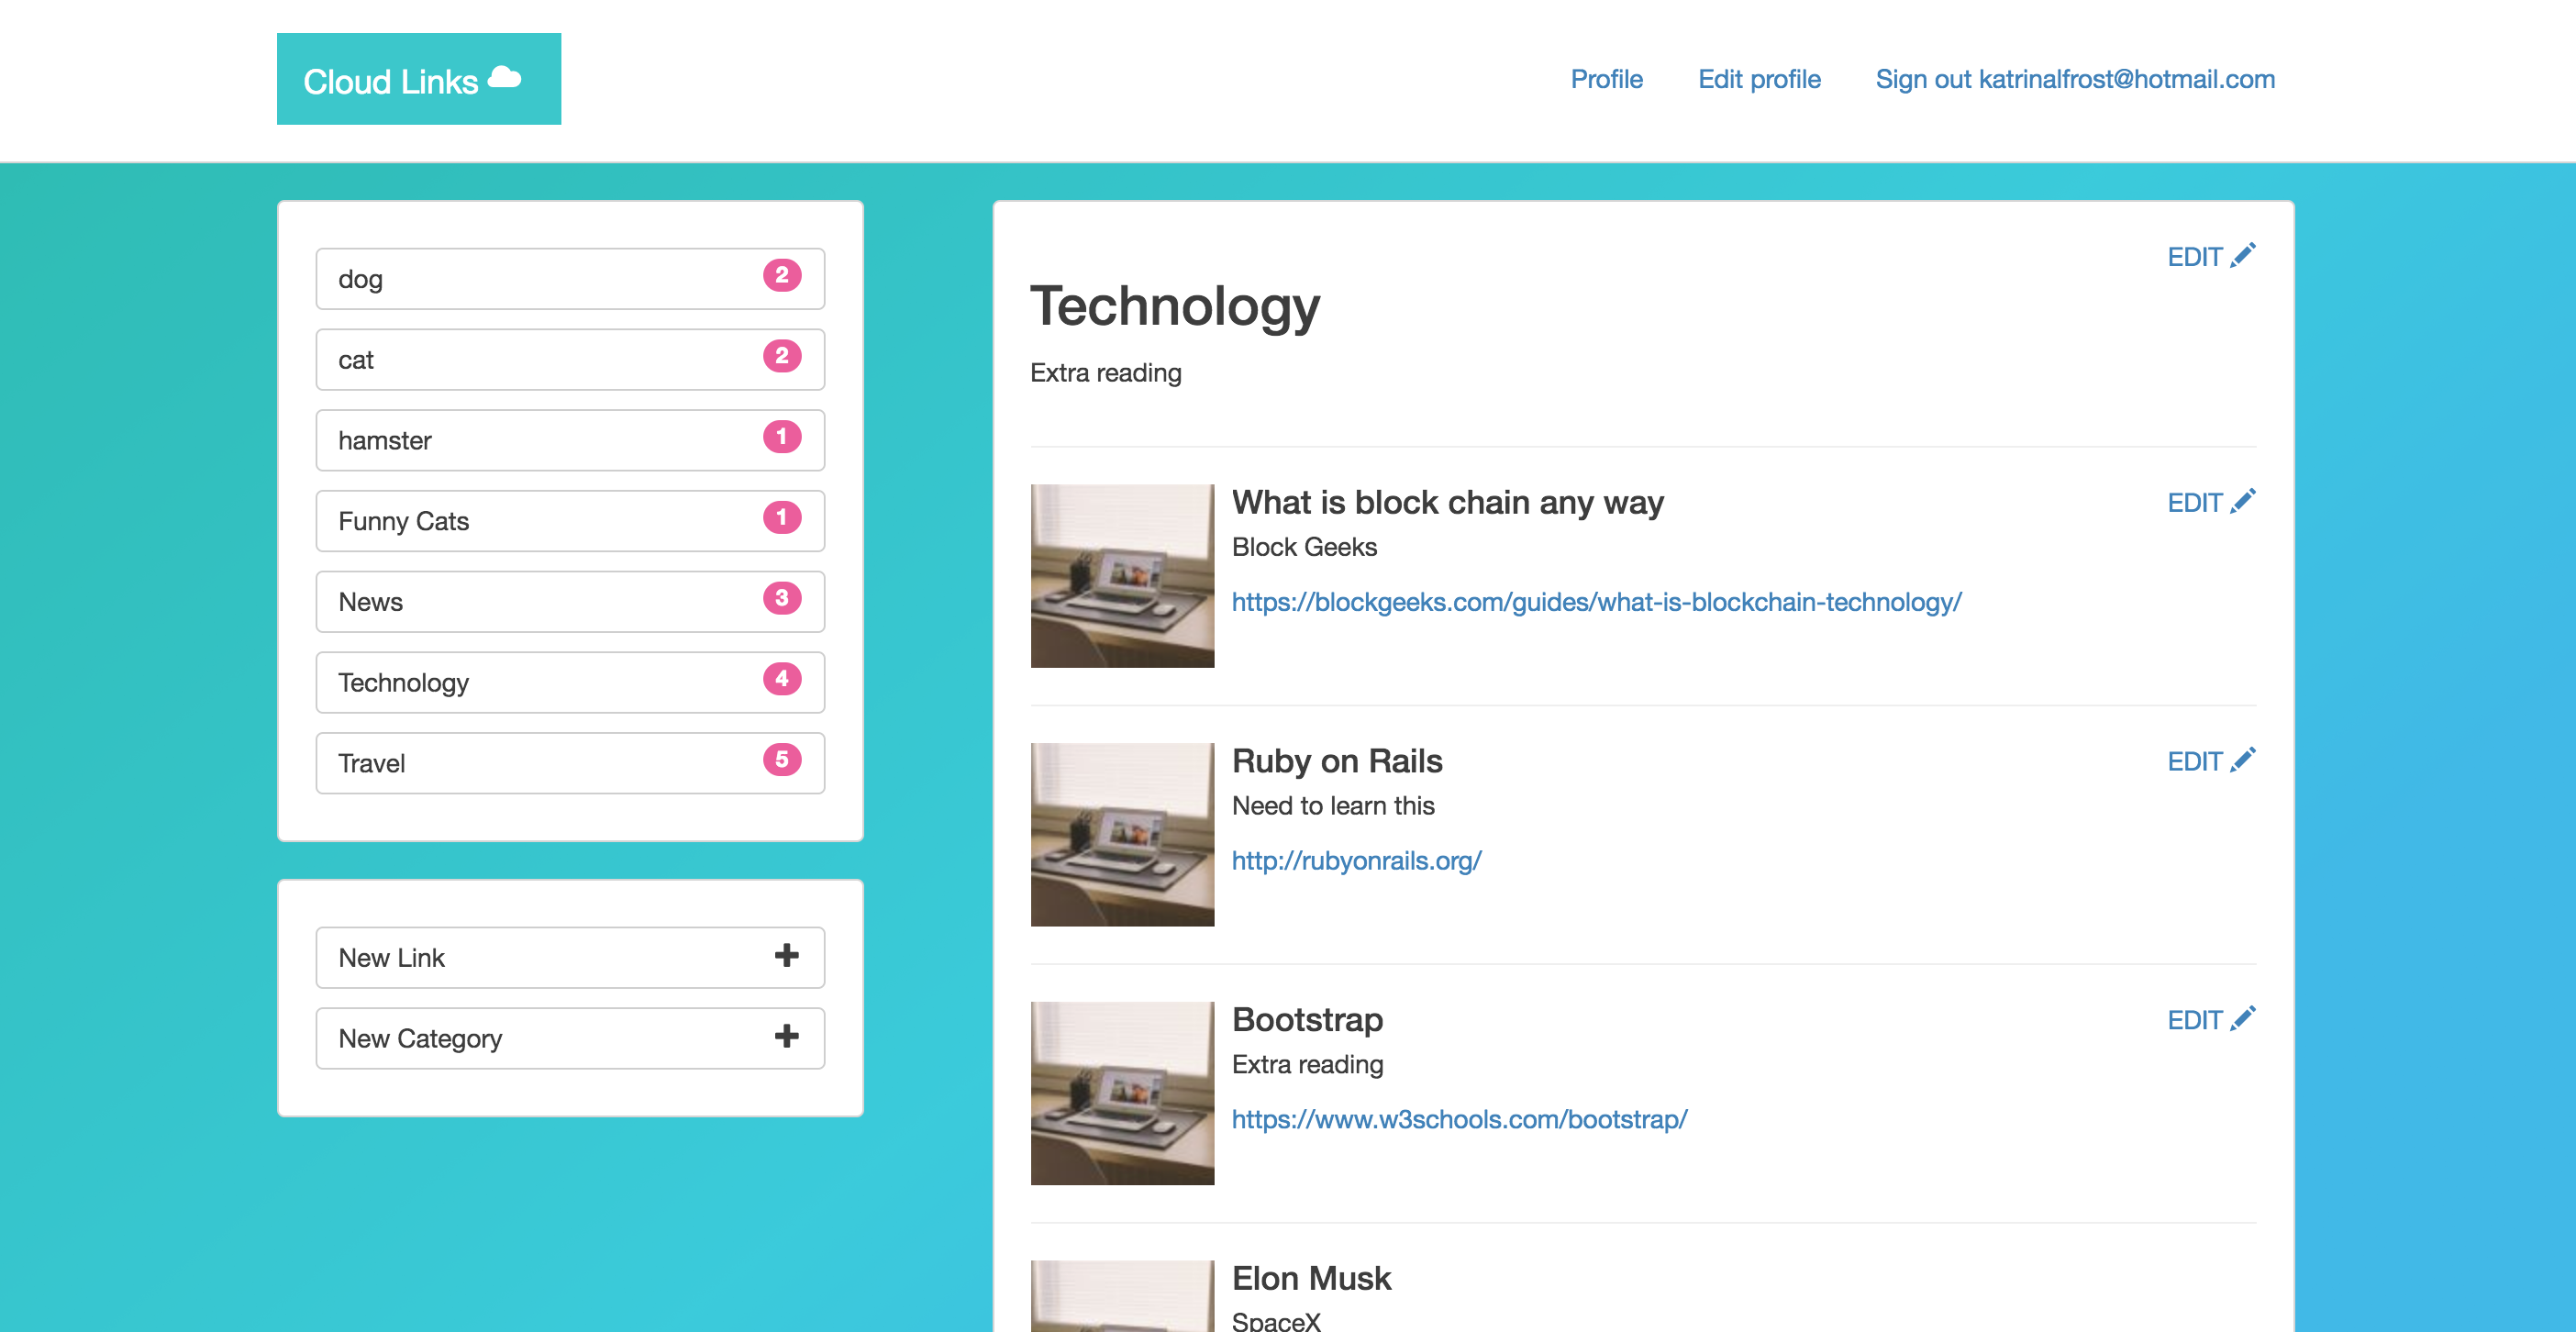 Cloud Links
Profile Edit profile Sign out katrinalfrost@hotmail.com
dog 2
cat 2
hamster 1
Funny Cats 1
News 3
Technology 4
Travel 5
New Link
New Category
EDIT
Technology
Extra reading
What is block chain any way EDIT
Block Geeks
https://blockgeeks.com/guides/what-is-blockchain-technology/
Ruby on Rails EDIT
Need to learn this
http://rubyonrails.org/
Bootstrap EDIT
Extra reading
https://www.w3schools.com/bootstrap/
Elon Musk
SpaceX